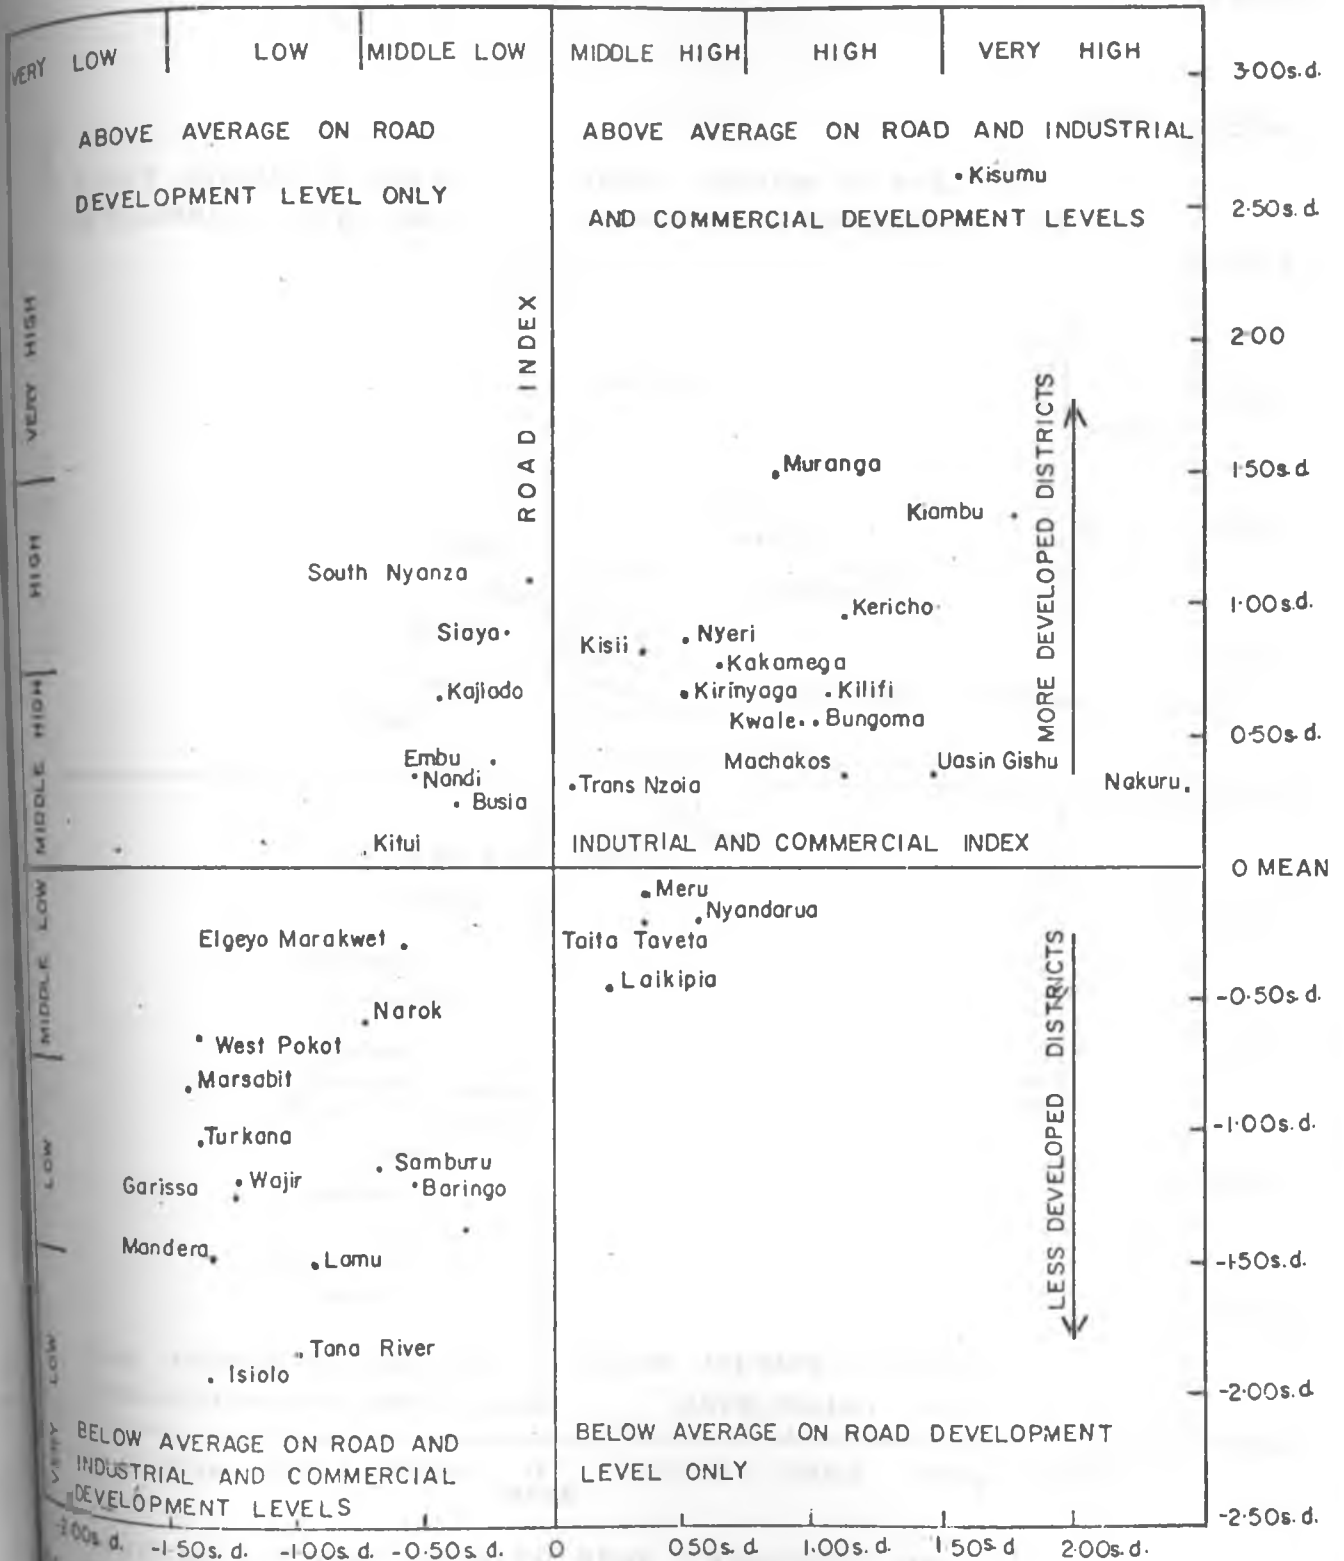 VERY LOW LOW MIDDLE LOW MIDDLE HIGH HIGH VERY HIGH
3·00s.d.
ABOVE AVERAGE ON ROAD
DEVELOPMENT LEVEL ONLY
ABOVE AVERAGE ON ROAD AND INDUSTRIAL
Kisumu
AND COMMERCIAL DEVELOPMENT LEVELS
2·50s.d.
VERY HIGH
ROAD INDEX
2·00
MORE DEVELOPED DISTRICTS
Muranga
1·50s.d
Kiambu
HIGH
South Nyanza
Kericho
1·00s.d.
Siaya
Kisii
Nyeri
Kakamega
MIDDLE HIGH
Kajiado
Kirinyaga
Kilifi
Kwale
Bungoma
0·50s.d.
Embu
Machakos
Uasin Gishu
Nandi
Trans Nzoia
Nakuru
Busia
Kitui
INDUTRIAL AND COMMERCIAL INDEX
0 MEAN
MIDDLE LOW
Meru
Nyandarua
Elgeyo Marakwet
Taita Taveta
LESS DEVELOPED DISTRICTS
Laikipia
-0·50s.d.
Narok
West Pokot
Marsabit
LOW
Turkana
-1·00s.d.
Samburu
Garissa
Wajir
Baringo
Mandera
Lamu
-1·50s.d.
Tana River
Isiolo
-2·00s.d
VERY LOW
BELOW AVERAGE ON ROAD AND
INDUSTRIAL AND COMMERCIAL
DEVELOPMENT LEVELS
BELOW AVERAGE ON ROAD DEVELOPMENT
LEVEL ONLY
-2·50s.d.
-2·00s.d. -1·50s.d. -1·00s.d. -0·50s.d. 0 0·50s.d 1·00s.d. 1·50s.d 2·00s.d.